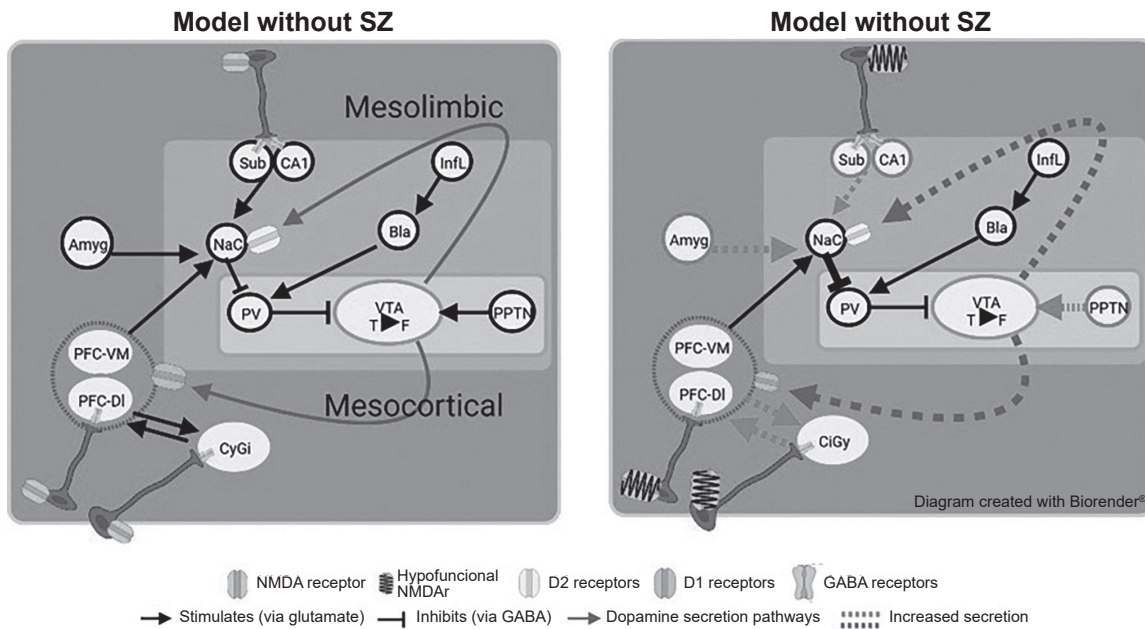 Model without SZ
Model without SZ
Mesolimbic
Sub
CA1
InfL
Amyg
NaC
Bla
PV
VTA
T F
PPTN
PFC-VM
PFC-Dl
Mesocortical
CyGi
Sub
CA1
InfL
Amyg
NaC
Bla
PV
VTA
T F
PPTN
PFC-VM
PFC-Dl
CiGy
Diagram created with Biorender®
NMDA receptor
Hypofuncional
NMDAr
D2 receptors
D1 receptors
GABA receptors
Stimulates (via glutamate)
Inhibits (via GABA)
Dopamine secretion pathways
Increased secretion